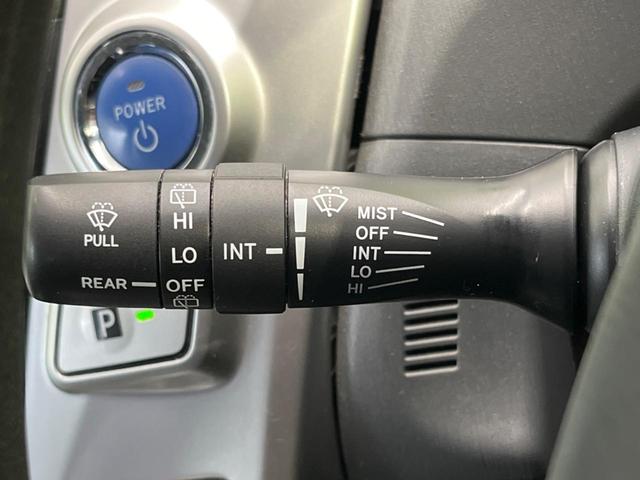 POWER
PULL
REAR
HI
LO
OFF
INT
MIST
OFF
INT
LO
HI
P